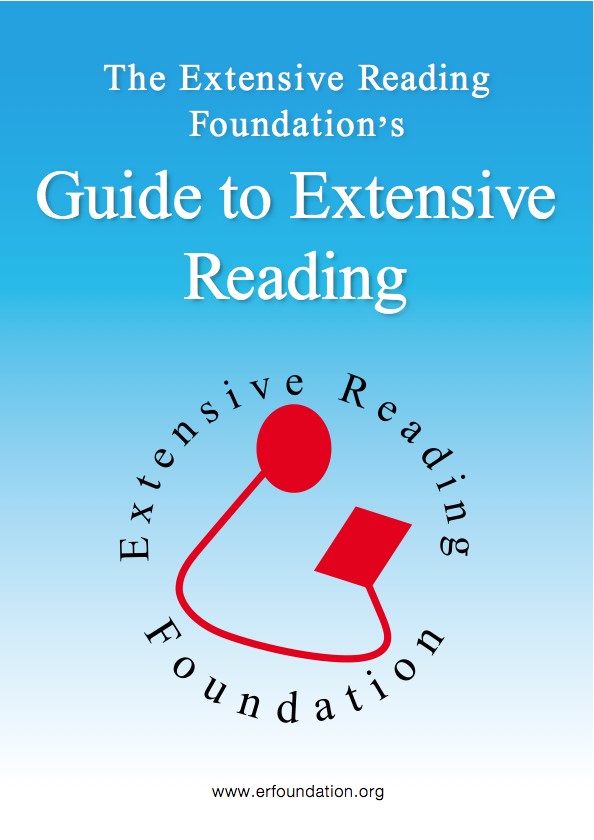 The Extensive Reading
Foundation’s
Guide to Extensive
Reading
Extensive Reading
Foundation
www.erfoundation.org